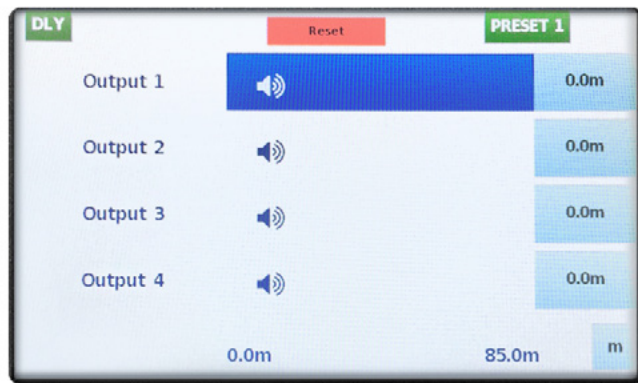 DLY Reset PRESET 1
Output 1 0.0m
Output 2 0.0m
Output 3 0.0m
Output 4 0.0m
0.0m 85.0m m